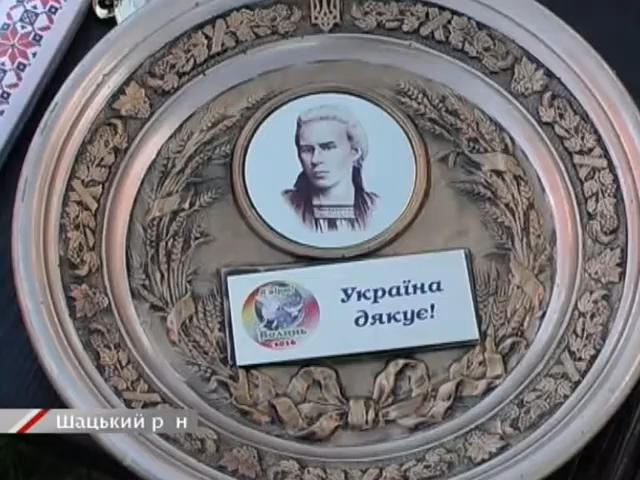 Україна
дякує!
Волинь
Шацький р н